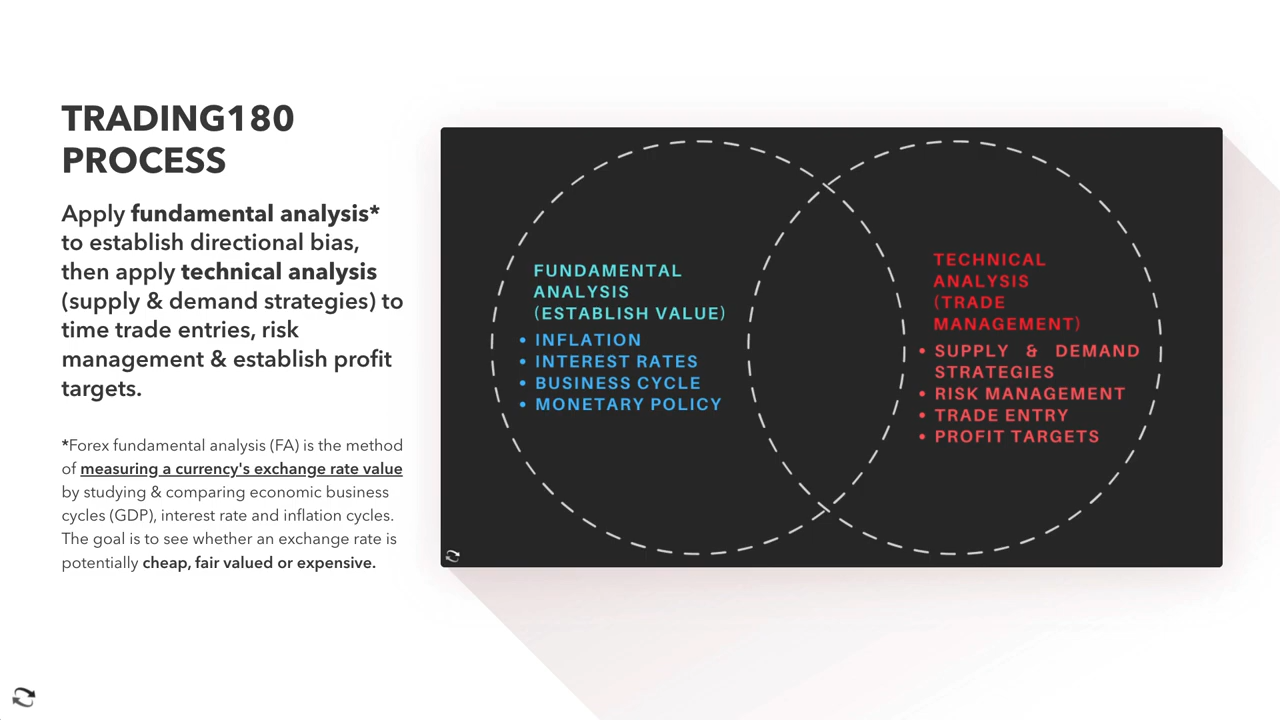 TRADING180
PROCESS
Apply fundamental analysis*
to establish directional bias,
then apply technical analysis
(supply & demand strategies) to
time trade entries, risk
management & establish profit
targets.
*Forex fundamental analysis (FA) is the method
of measuring a currency's exchange rate value
by studying & comparing economic business
cycles (GDP), interest rate and inflation cycles.
The goal is to see whether an exchange rate is
potentially cheap, fair valued or expensive.
FUNDAMENTAL
ANALYSIS
(ESTABLISH VALUE)
• INFLATION
• INTEREST RATES
• BUSINESS CYCLE
• MONETARY POLICY
TECHNICAL
ANALYSIS
(TRADE
MANAGEMENT)
• SUPPLY & DEMAND
STRATEGIES
• RISK MANAGEMENT
• TRADE ENTRY
• PROFIT TARGETS